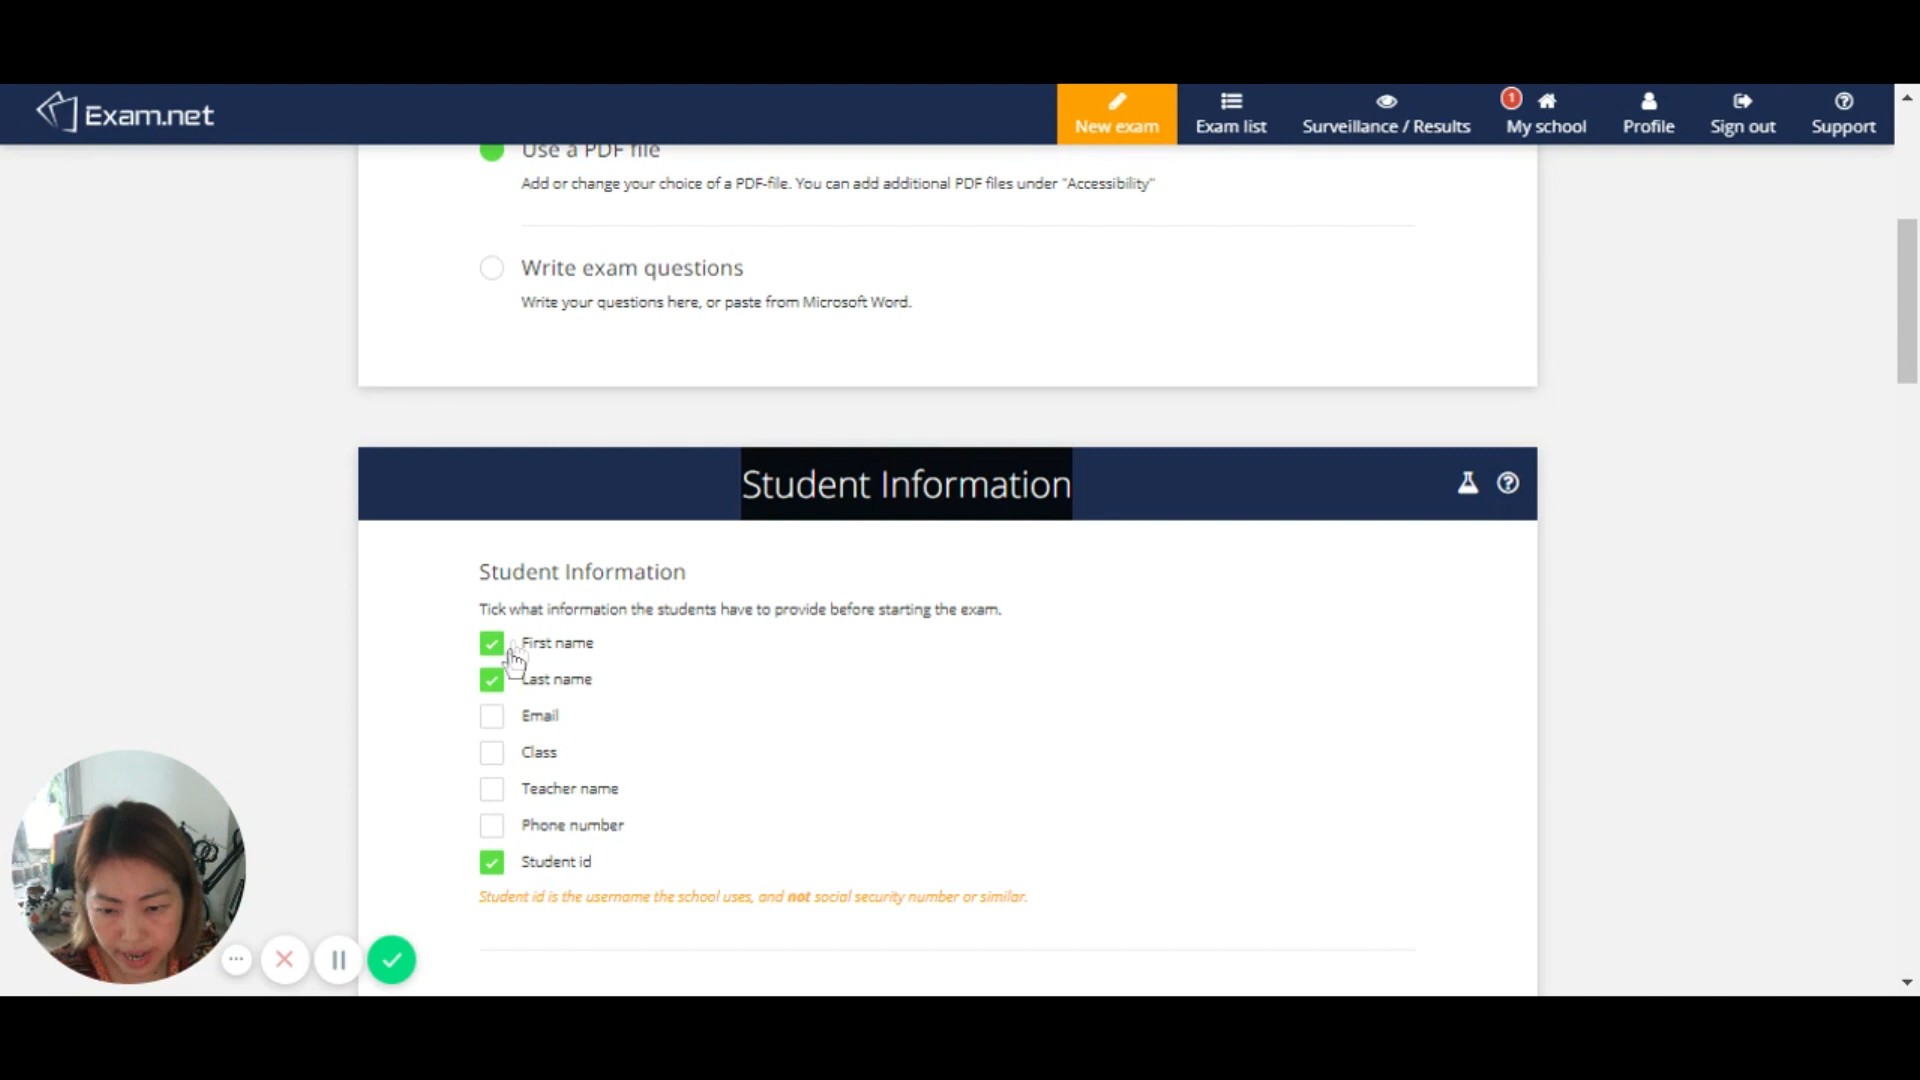 Exam.net
New exam
Exam list
Surveillance / Results
1
My school
Profile
Sign out
Support
Use a PDF file
Add or change your choice of a PDF-file. You can add additional PDF files under "Accessibility"
Write exam questions
Write your questions here, or paste from Microsoft Word.
Student Information
Student Information
Tick what information the students have to provide before starting the exam.
First name
Last name
Email
Class
Teacher name
Phone number
Student id
Student id is the username the school uses, and not social security number or similar.